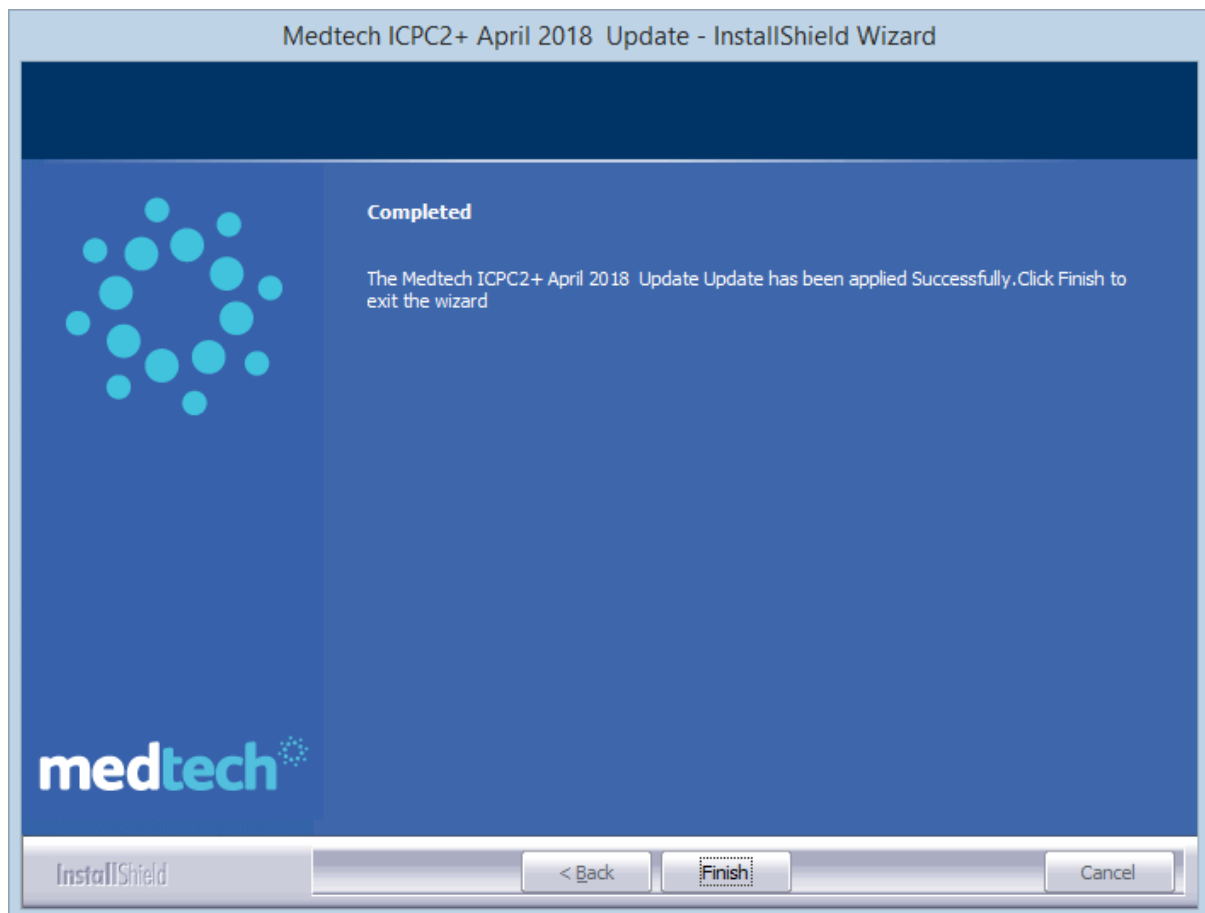 Medtech ICPC2+ April 2018  Update - InstallShield Wizard
Completed
The Medtech ICPC2+ April 2018  Update Update has been applied Successfully.Click Finish to
exit the wizard
medtech
InstallShield
< Back
Finish
Cancel